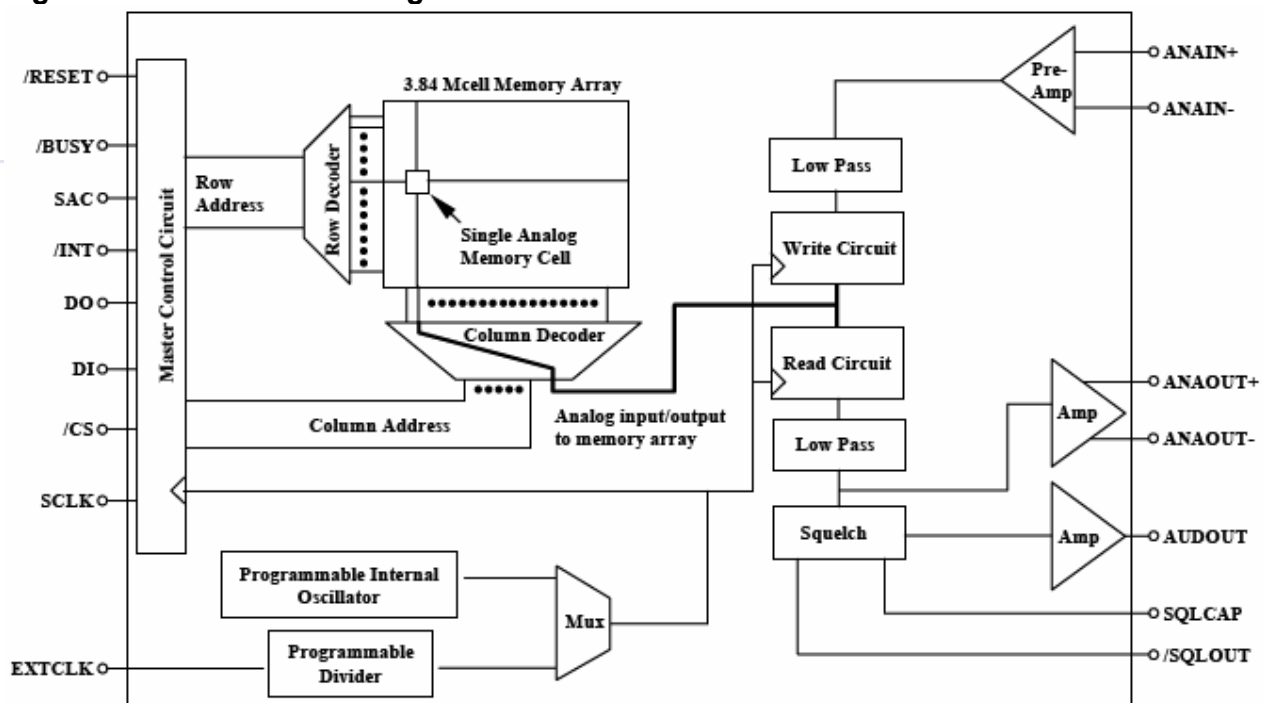 /RESET
/BUSY
SAC
/INT
DO
DI
/CS
SCLK
EXTCLK
Master Control Circuit
Row
Address
Row Decoder
3.84 Mcell Memory Array
Single Analog
Memory Cell
Column Decoder
Column Address
Analog input/output
to memory array
Programmable Internal
Oscillator
Programmable
Divider
Mux
Pre-
Amp
Low Pass
Write Circuit
Read Circuit
Low Pass
Squelch
Amp
Amp
ANAIN+
ANAIN-
ANAOUT+
ANAOUT-
AUDOUT
SQLCAP
/SQLOUT